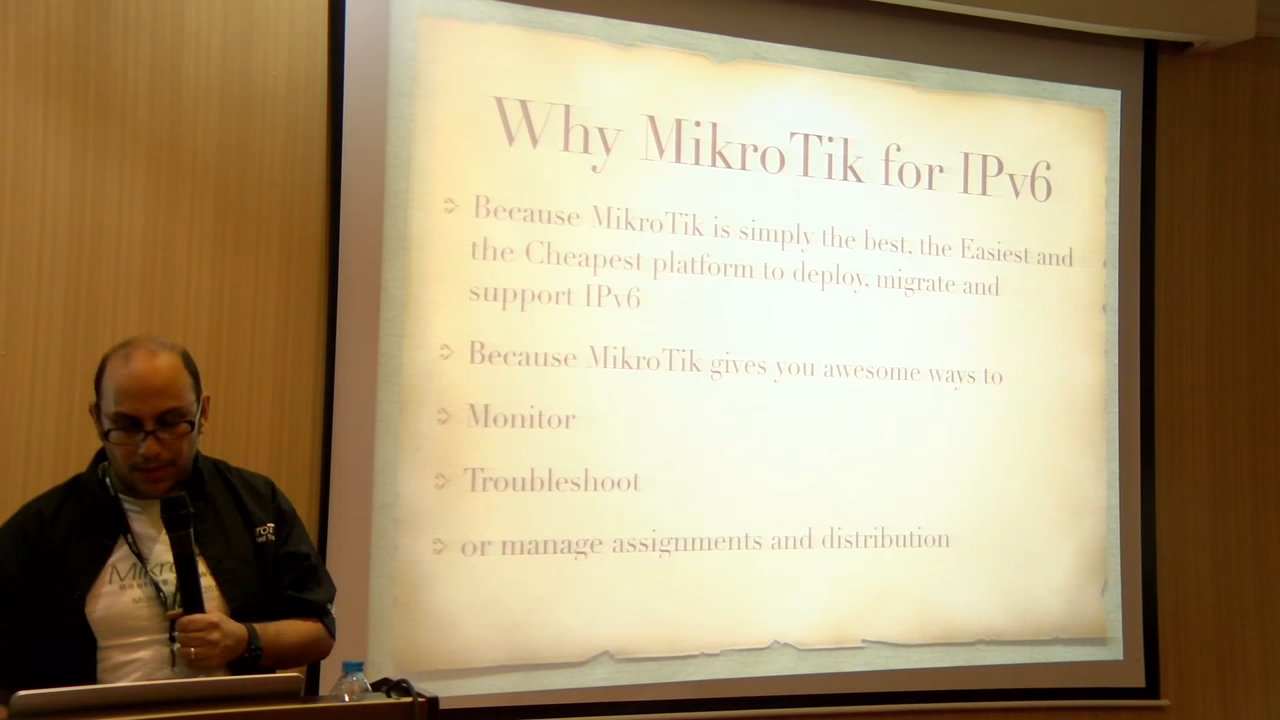 Why MikroTik for IPv6
Because MikroTik is simply the best, the Easiest and
the Cheapest platform to deploy, migrate and
support IPv6
Because MikroTik gives you awesome ways to
Monitor
Troubleshoot
or manage assignments and distribution